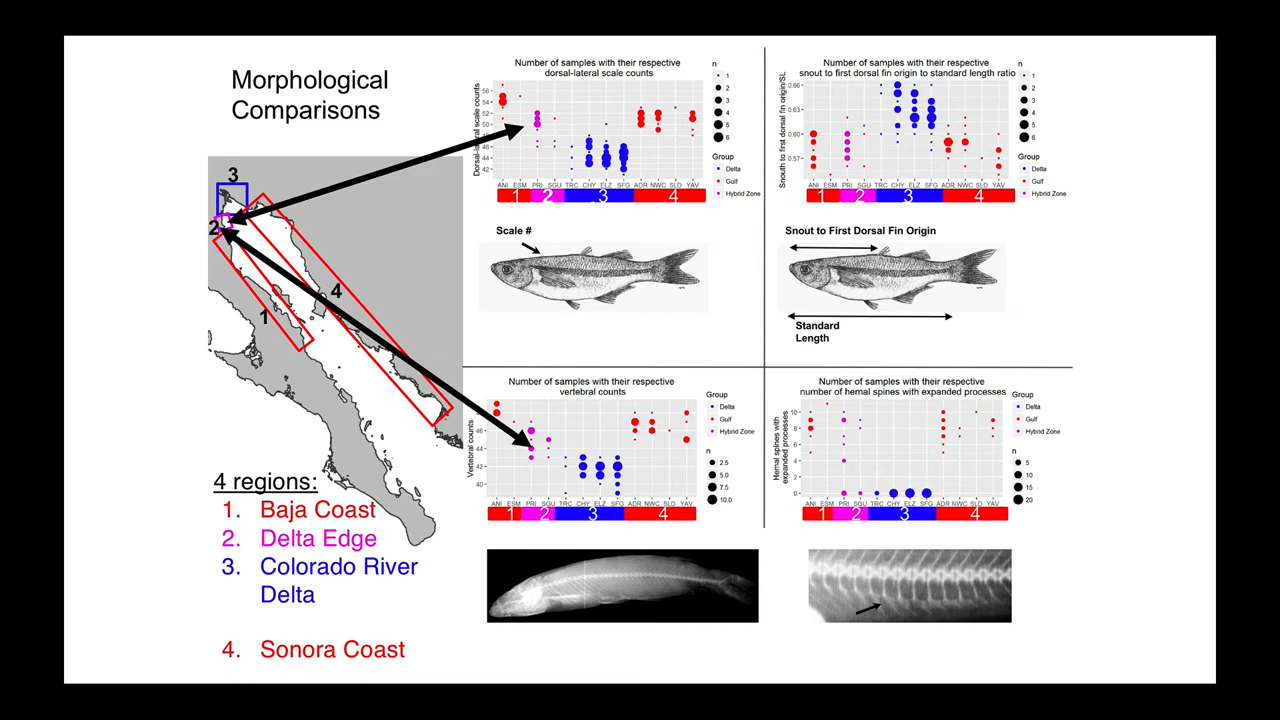 Morphological
Comparisons
3
2
1
4
4 regions:
1. Baja Coast
2. Delta Edge
3. Colorado River
Delta
4. Sonora Coast
Number of samples with their respective
dorsal-lateral scale counts
Dorsal-lateral scale counts
56
54
52
50
48
46
44
42
ANI ESM PRI SGU TRC CHY ELZ SFG ADR NWC SLD YAV
1 2 3 4
n
1
2
3
4
5
6
Group
Delta
Gulf
Hybrid Zone
Scale #
Number of samples with their respective
snout to first dorsal fin origin to standard length ratio
Snouth to first dorsal fin origin/SL
0.66
0.63
0.60
0.57
ANI ESM PRI SGU TRC CHY ELZ SFG ADR NWC SLD YAV
1 2 3 4
n
1
2
3
4
5
6
Group
Delta
Gulf
Hybrid Zone
Snout to First Dorsal Fin Origin
Standard
Length
Number of samples with their respective
vertebral counts
Vertebral counts
48
46
44
42
40
ANI ESM PRI SGU TRC CHY ELZ SFG ADR NWC SLD YAV
1 2 3 4
Group
Delta
Gulf
Hybrid Zone
n
2.5
5.0
7.5
10.0
Number of samples with their respective
number of hemal spines with expanded processes
Hemal spines with
expanded processes
10
8
6
4
2
0
ANI ESM PRI SGU TRC CHY ELZ SFG ADR NWC SLD YAV
1 2 3 4
Group
Delta
Gulf
Hybrid Zone
n
5
10
15
20